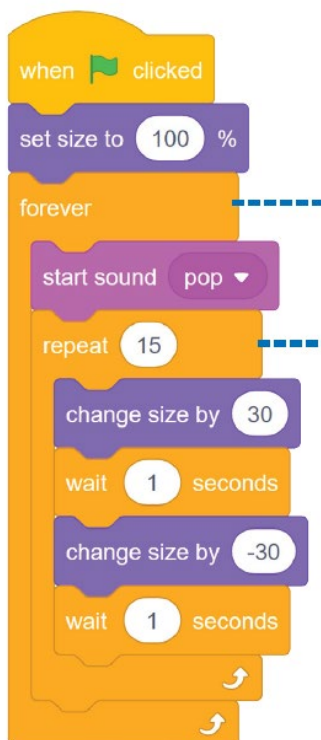 when clicked
set size to 100 %
forever
start sound pop
repeat 15
change size by 30
wait 1 seconds
change size by -30
wait 1 seconds